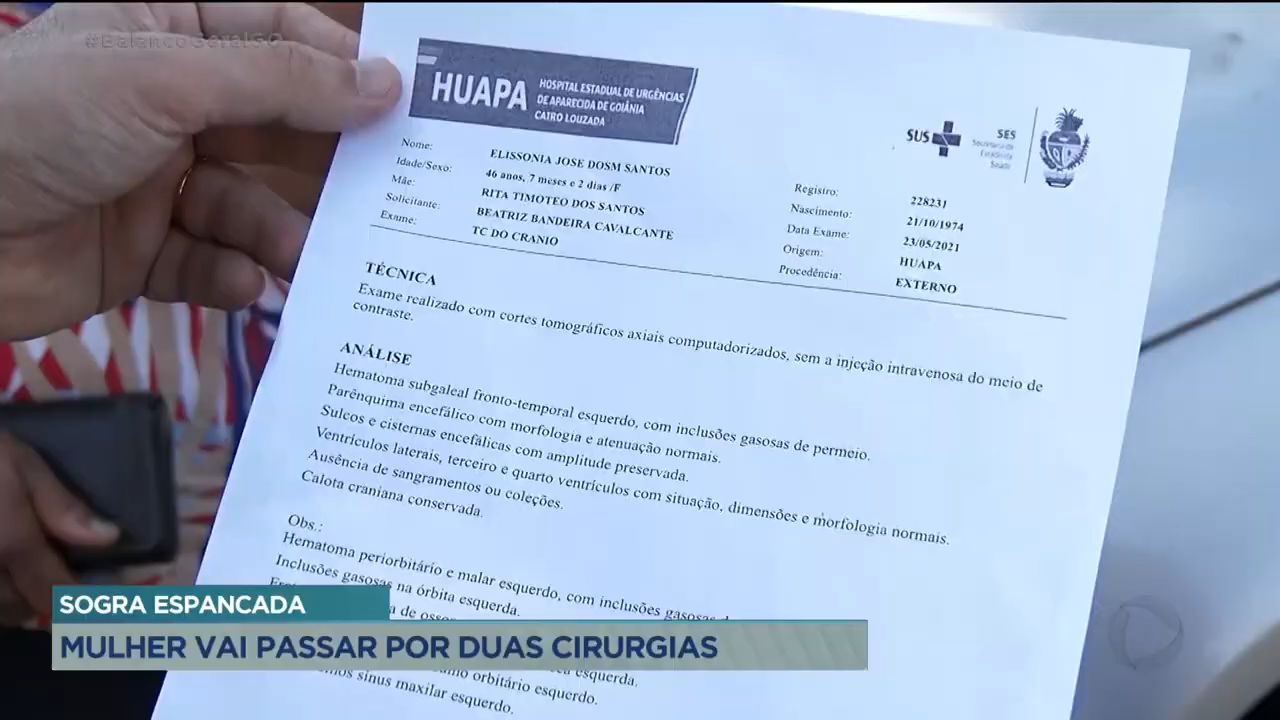 #BalançoGeralGO
HUAPA
HOSPITAL ESTADUAL DE URGÊNCIAS
DE APARECIDA DE GOIÂNIA
CAIRO LOUZADA
SUS
SES
Secretaria de
Estado da
Saúde
Nome: ELISSONIA JOSE DOSM SANTOS
Idade/Sexo: 46 anos, 7 meses e 2 dias /F
Mãe: RITA TIMOTEO DOS SANTOS
Solicitante: BEATRIZ BANDEIRA CAVALCANTE
Exame: TC DO CRANIO
Registro: 228231
Nascimento: 21/10/1974
Data Exame: 23/05/2021
Origem: HUAPA
Procedência: EXTERNO
TÉCNICA
Exame realizado com cortes tomográficos axiais computadorizados, sem a injeção intravenosa do meio de
contraste.
ANÁLISE
Hematoma subgaleal fronto-temporal esquerdo, com inclusões gasosas de permeio.
Parênquima encefálico com morfologia e atenuação normais.
Sulcos e cisternas encefálicas com amplitude preservada.
Ventrículos laterais, terceiro e quarto ventrículos com situação, dimensões e morfologia normais.
Ausência de sangramentos ou coleções.
Calota craniana conservada.
Obs.:
Hematoma periorbitário e malar esquerdo, com inclusões gasosas
Inclusões gasosas na órbita esquerda.
de
esquerda.
orbitário esquerdo.
sinus maxilar esquerdo.
SOGRA ESPANCADA
MULHER VAI PASSAR POR DUAS CIRURGIAS